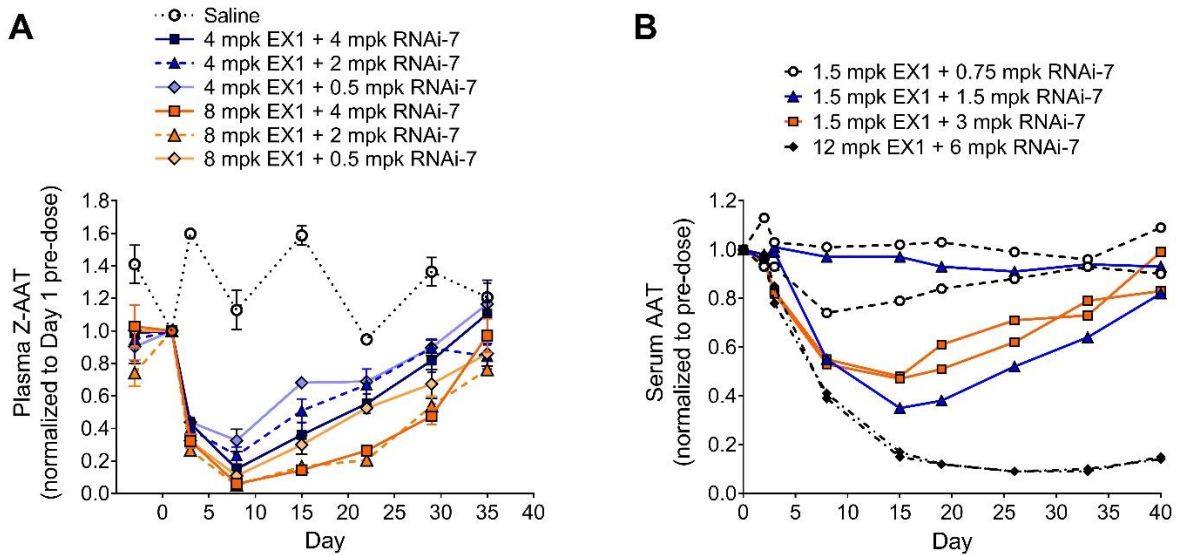 A
Saline
4 mpk EX1 + 4 mpk RNAi-7
4 mpk EX1 + 2 mpk RNAi-7
4 mpk EX1 + 0.5 mpk RNAi-7
8 mpk EX1 + 4 mpk RNAi-7
8 mpk EX1 + 2 mpk RNAi-7
8 mpk EX1 + 0.5 mpk RNAi-7
Plasma Z-AAT
(normalized to Day 1 pre-dose)
1.8
1.6
1.4
1.2
1.0
0.8
0.6
0.4
0.2
0.0
0 5 10 15 20 25 30 35 40
Day
B
1.5 mpk EX1 + 0.75 mpk RNAi-7
1.5 mpk EX1 + 1.5 mpk RNAi-7
1.5 mpk EX1 + 3 mpk RNAi-7
12 mpk EX1 + 6 mpk RNAi-7
Serum AAT
(normalized to pre-dose)
1.2
1.0
0.8
0.6
0.4
0.2
0.0
0 5 10 15 20 25 30 35 40
Day